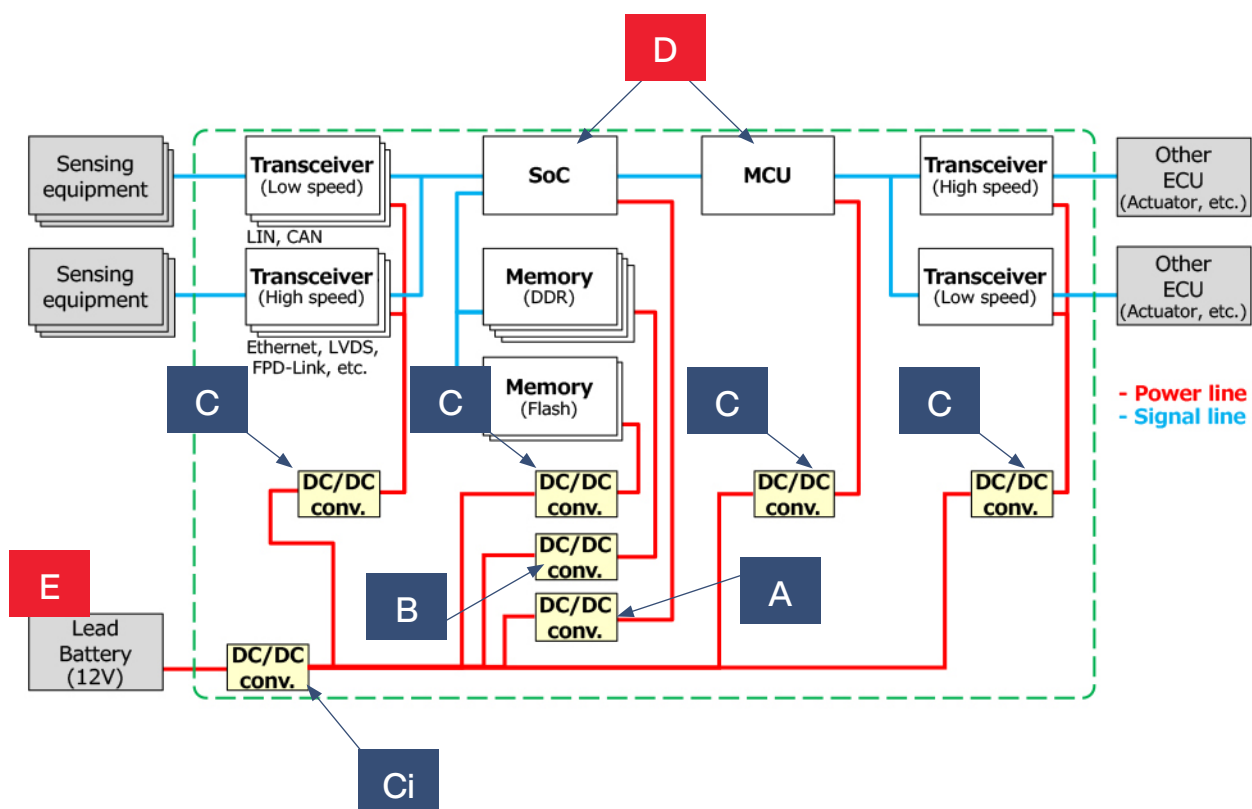 D
Sensing
equipment
Transceiver
(Low speed)
LIN, CAN
SoC
MCU
Transceiver
(High speed)
Other
ECU
(Actuator, etc.)
Sensing
equipment
Transceiver
(High speed)
Ethernet, LVDS,
FPD-Link, etc.
Memory
(DDR)
Transceiver
(Low speed)
Other
ECU
(Actuator, etc.)
Memory
(Flash)
C
C
C
C
- Power line
- Signal line
DC/DC
conv.
DC/DC
conv.
DC/DC
conv.
DC/DC
conv.
DC/DC
conv.
B
DC/DC
conv.
A
E
Lead
Battery
(12V)
DC/DC
conv.
Ci